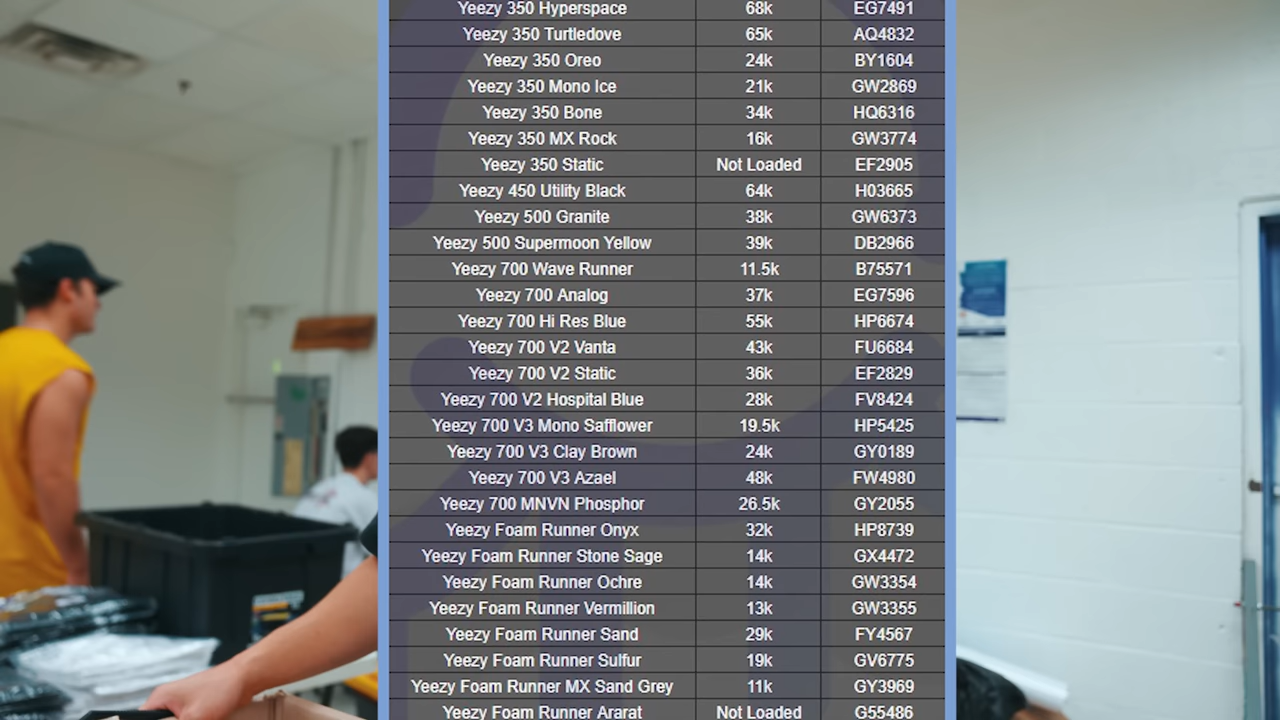 Yeezy 350 Hyperspace 68k EG7491
Yeezy 350 Turtledove 65k AQ4832
Yeezy 350 Oreo 24k BY1604
Yeezy 350 Mono Ice 21k GW2869
Yeezy 350 Bone 34k HQ6316
Yeezy 350 MX Rock 16k GW3774
Yeezy 350 Static Not Loaded EF2905
Yeezy 450 Utility Black 64k H03665
Yeezy 500 Granite 38k GW6373
Yeezy 500 Supermoon Yellow 39k DB2966
Yeezy 700 Wave Runner 11.5k B75571
Yeezy 700 Analog 37k EG7596
Yeezy 700 Hi Res Blue 55k HP6674
Yeezy 700 V2 Vanta 43k FU6684
Yeezy 700 V2 Static 36k EF2829
Yeezy 700 V2 Hospital Blue 28k FV8424
Yeezy 700 V3 Mono Safflower 19.5k HP5425
Yeezy 700 V3 Clay Brown 24k GY0189
Yeezy 700 V3 Azael 48k FW4980
Yeezy 700 MNVN Phosphor 26.5k GY2055
Yeezy Foam Runner Onyx 32k HP8739
Yeezy Foam Runner Stone Sage 14k GX4472
Yeezy Foam Runner Ochre 14k GW3354
Yeezy Foam Runner Vermillion 13k GW3355
Yeezy Foam Runner Sand 29k FY4567
Yeezy Foam Runner Sulfur 19k GV6775
Yeezy Foam Runner MX Sand Grey 11k GY3969
Yeezy Foam Runner Ararat Not Loaded G55486